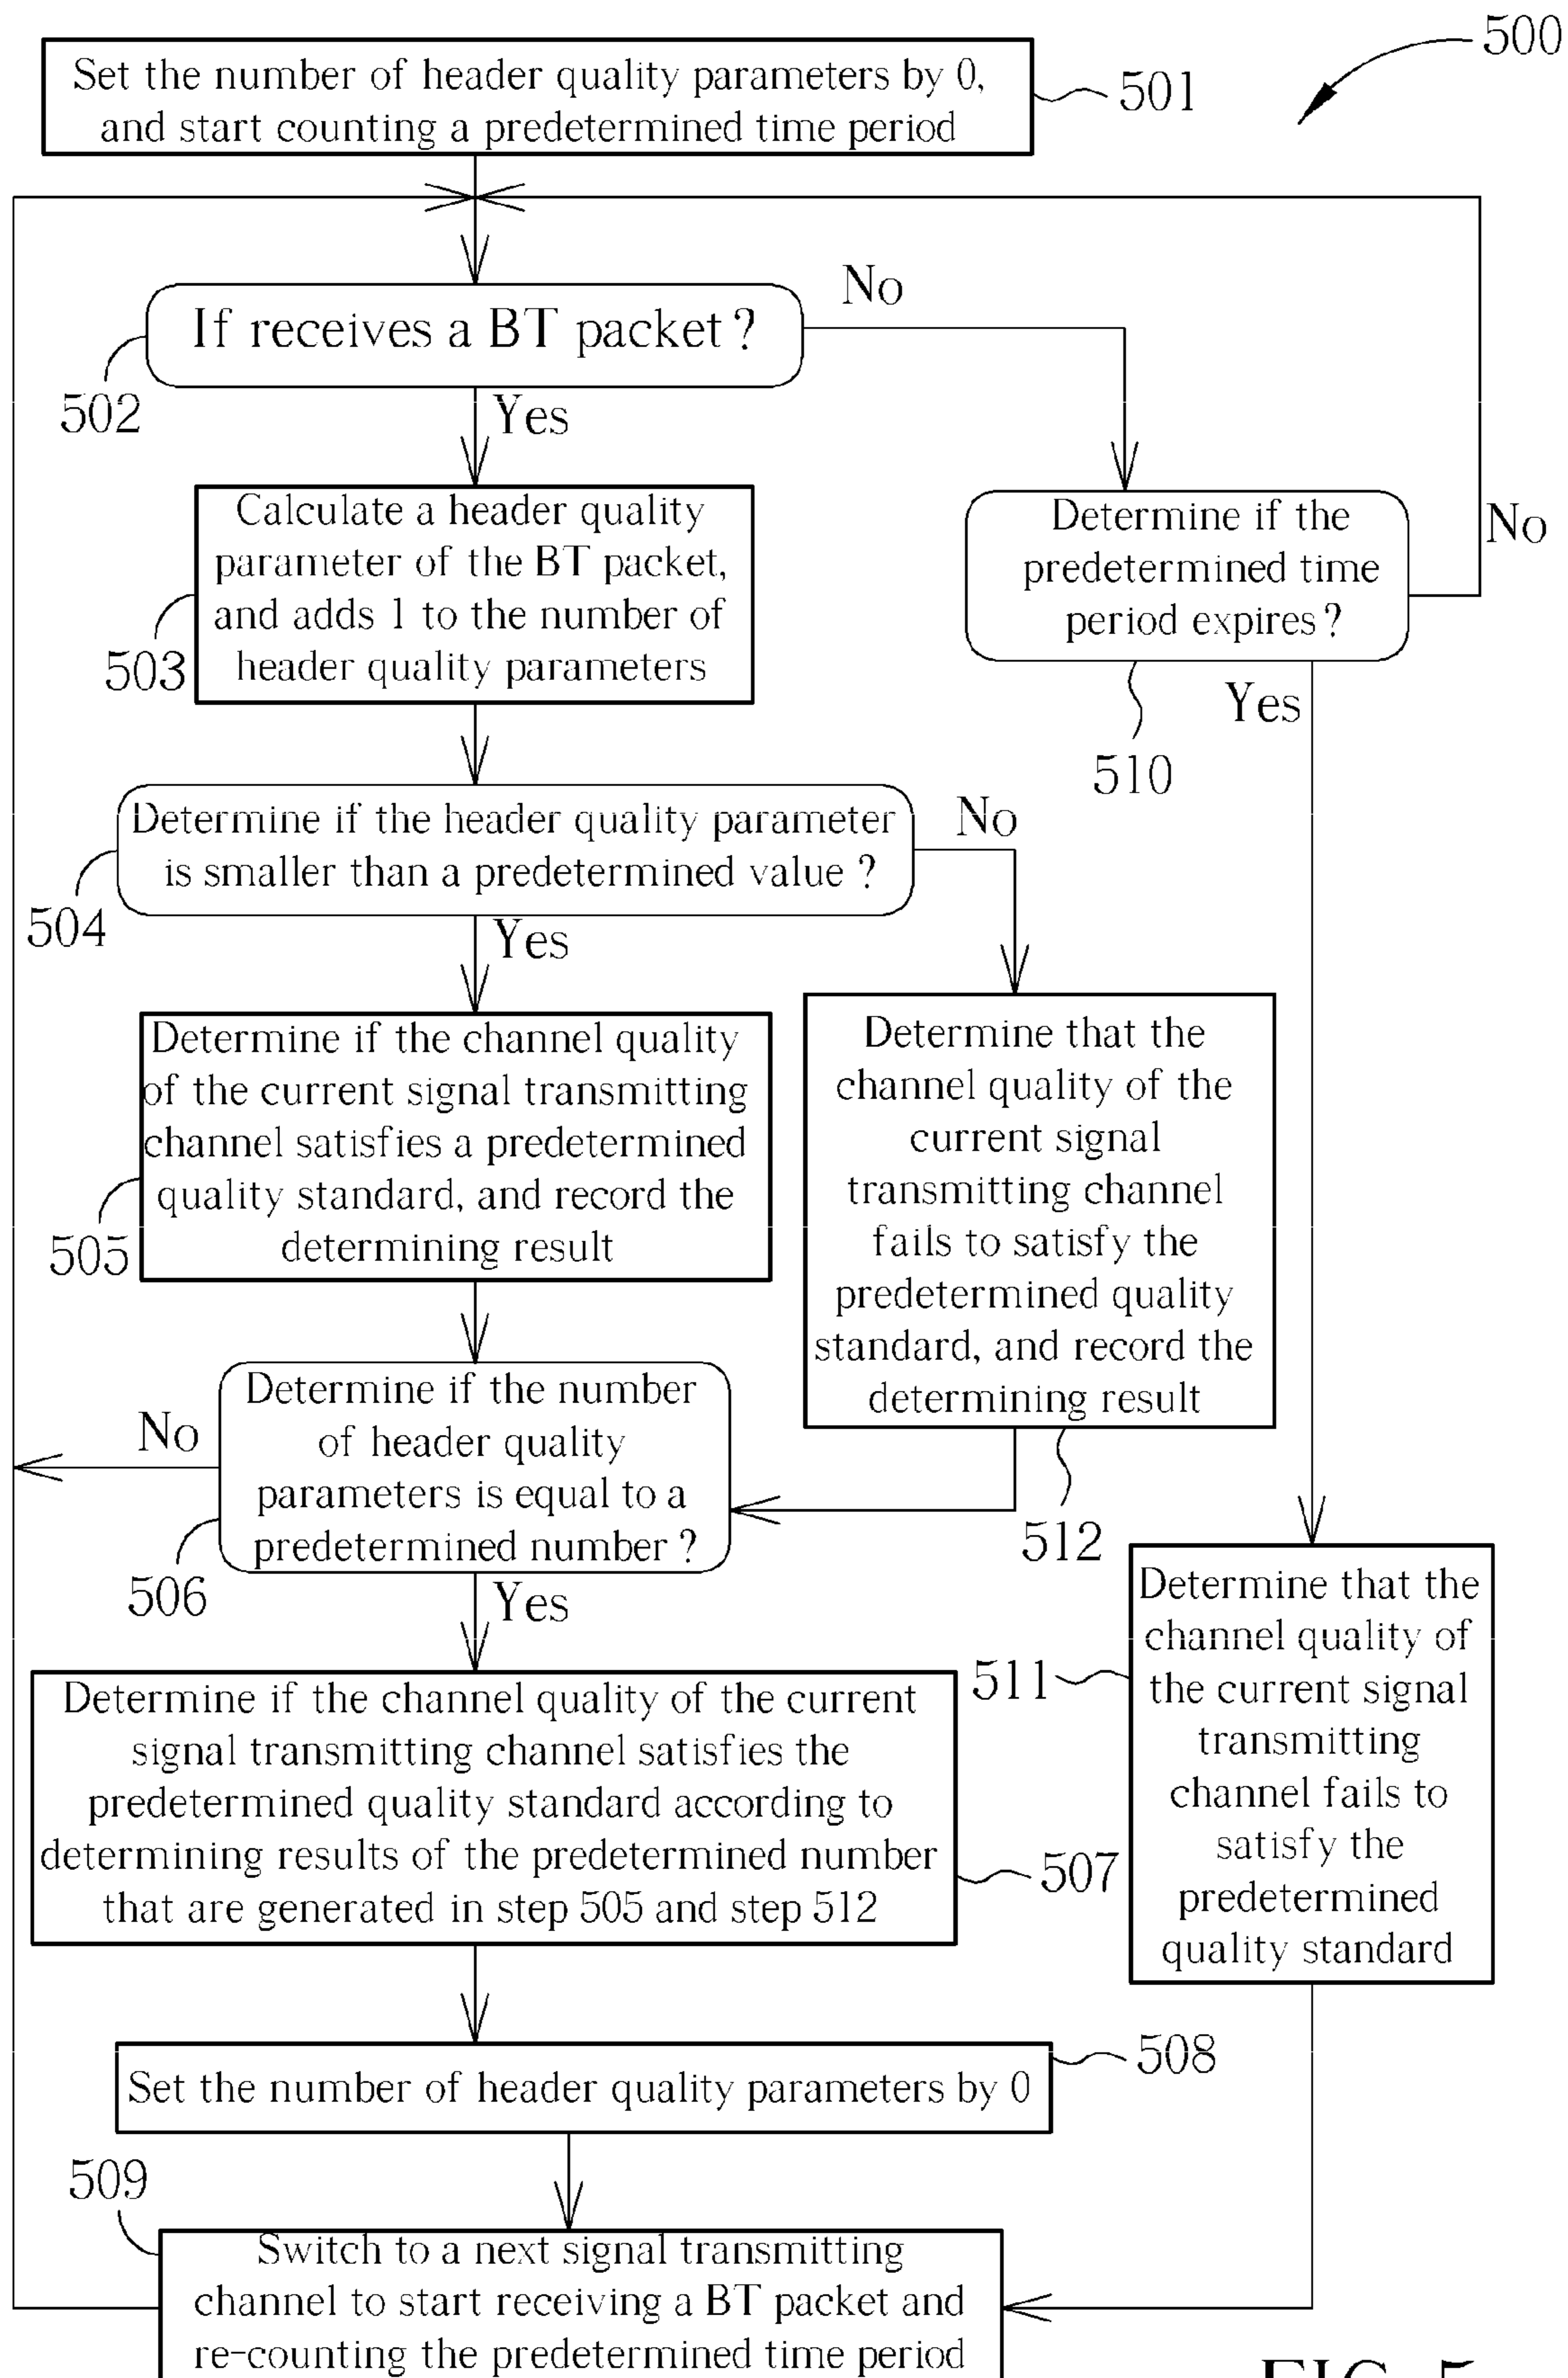 500
Set the number of header quality parameters by 0,
and start counting a predetermined time period
501
If receives a BT packet?
No
502
Yes
Calculate a header quality
parameter of the BT packet,
and adds 1 to the number of
header quality parameters
503
Determine if the
predetermined time
period expires?
No
Yes
510
Determine if the header quality parameter
is smaller than a predetermined value?
No
504
Yes
Determine if the channel quality
of the current signal transmitting
channel satisfies a predetermined
quality standard, and record the
determining result
505
Determine that the
channel quality of the
current signal
transmitting channel
fails to satisfy the
predetermined quality
standard, and record the
determining result
512
Determine if the number
of header quality
parameters is equal to a
predetermined number?
No
506
Yes
Determine if the channel quality of the current
signal transmitting channel satisfies the
predetermined quality standard according to
determining results of the predetermined number
that are generated in step 505 and step 512
507
511
Determine that the
channel quality of
the current signal
transmitting
channel fails to
satisfy the
predetermined
quality standard
Set the number of header quality parameters by 0
508
509
Switch to a next signal transmitting
channel to start receiving a BT packet and
re-counting the predetermined time period
FIG. 5